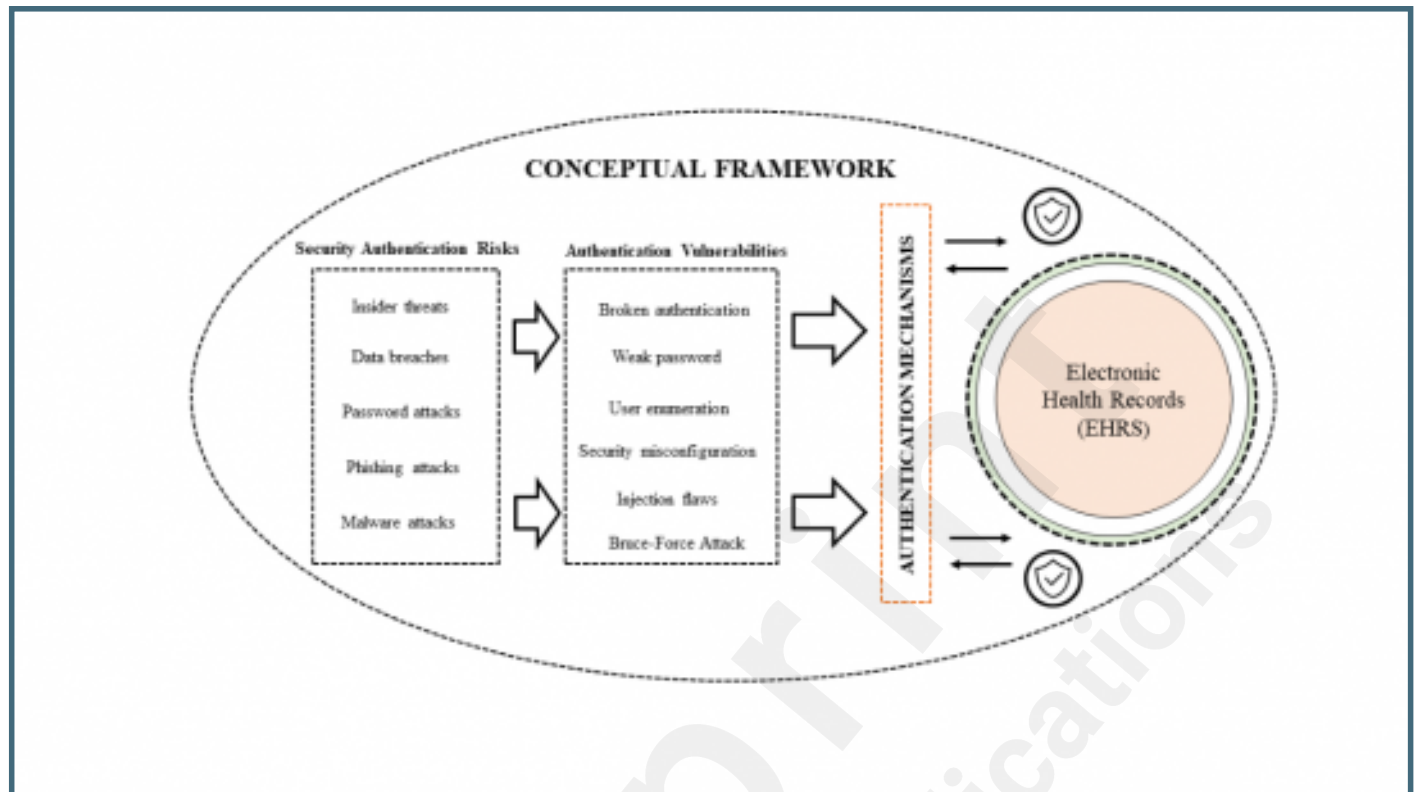 CONCEPTUAL FRAMEWORK
Security Authentication Risks
Insider threats
Data breaches
Password attacks
Phishing attacks
Malware attacks
Authentication Vulnerabilities
Broken authentication
Weak password
User enumeration
Security misconfiguration
Injection flaws
Bruce-Force Attack
AUTHENTICATION MECHANISMS
Electronic
Health Records
(EHRS)